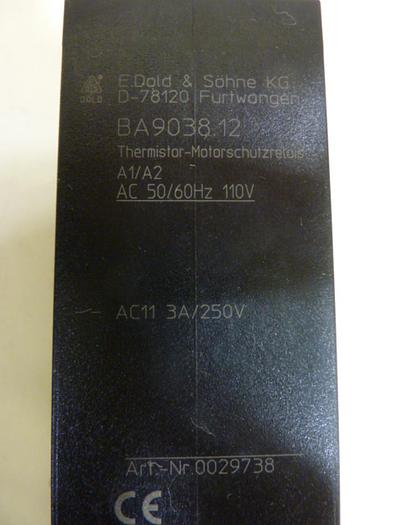 E.Dold & Söhne KG
DOLD
D-78120 Furtwangen
BA9038.12
Thermistor-Motorschutzrelais
A1/A2
AC 50/60Hz 110V
AC11 3A/250V
Art-Nr.0029738
CE